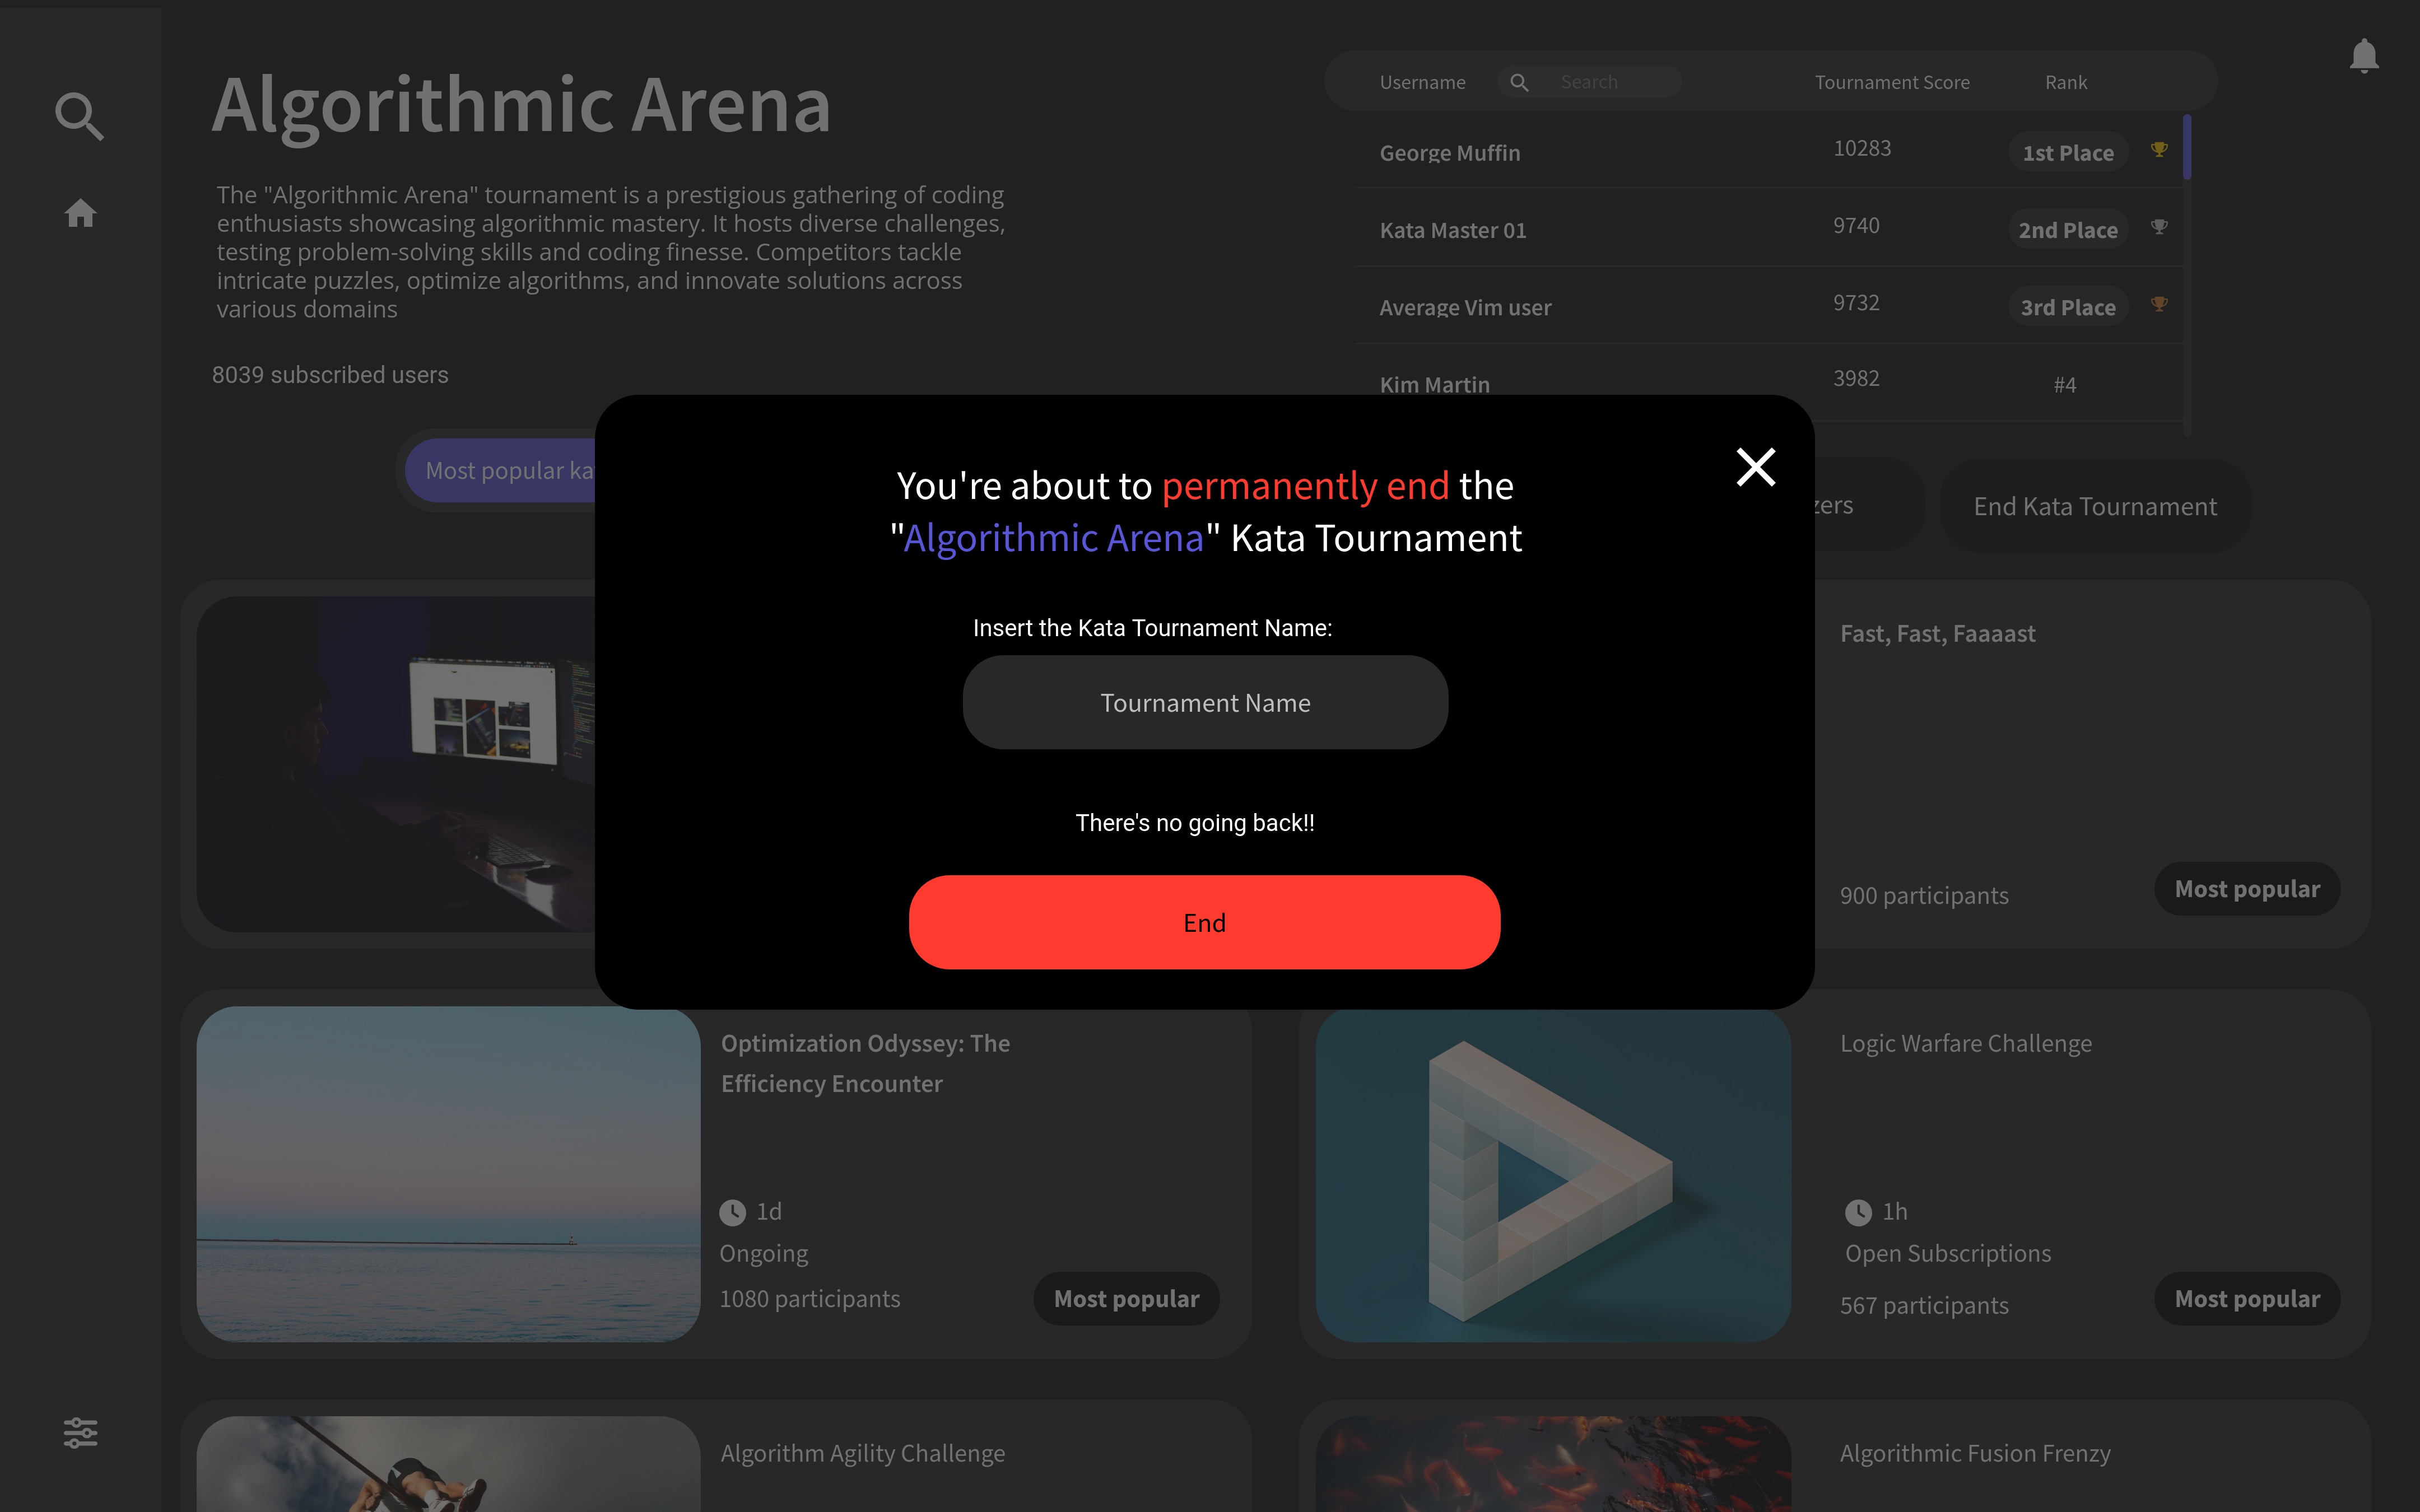 Algorithmic Arena
The "Algorithmic Arena" tournament is a prestigious gathering of coding
enthusiasts showcasing algorithmic mastery. It hosts diverse challenges,
testing problem-solving skills and coding finesse. Competitors tackle
intricate puzzles, optimize algorithms, and innovate solutions across
various domains
8039 subscribed users
Username Search Tournament Score Rank
George Muffin 10283 1st Place
Kata Master 01 9740 2nd Place
Average Vim user 9732 3rd Place
Kim Martin 3982 #4
Most popular
End Kata Tournament
You're about to permanently end the
"Algorithmic Arena" Kata Tournament
Insert the Kata Tournament Name:
Tournament Name
There's no going back!!
End
Fast, Fast, Faaaast
900 participants
Most popular
Optimization Odyssey: The
Efficiency Encounter
1d
Ongoing
1080 participants
Most popular
Logic Warfare Challenge
1h
Open Subscriptions
567 participants
Most popular
Algorithm Agility Challenge
Algorithmic Fusion Frenzy